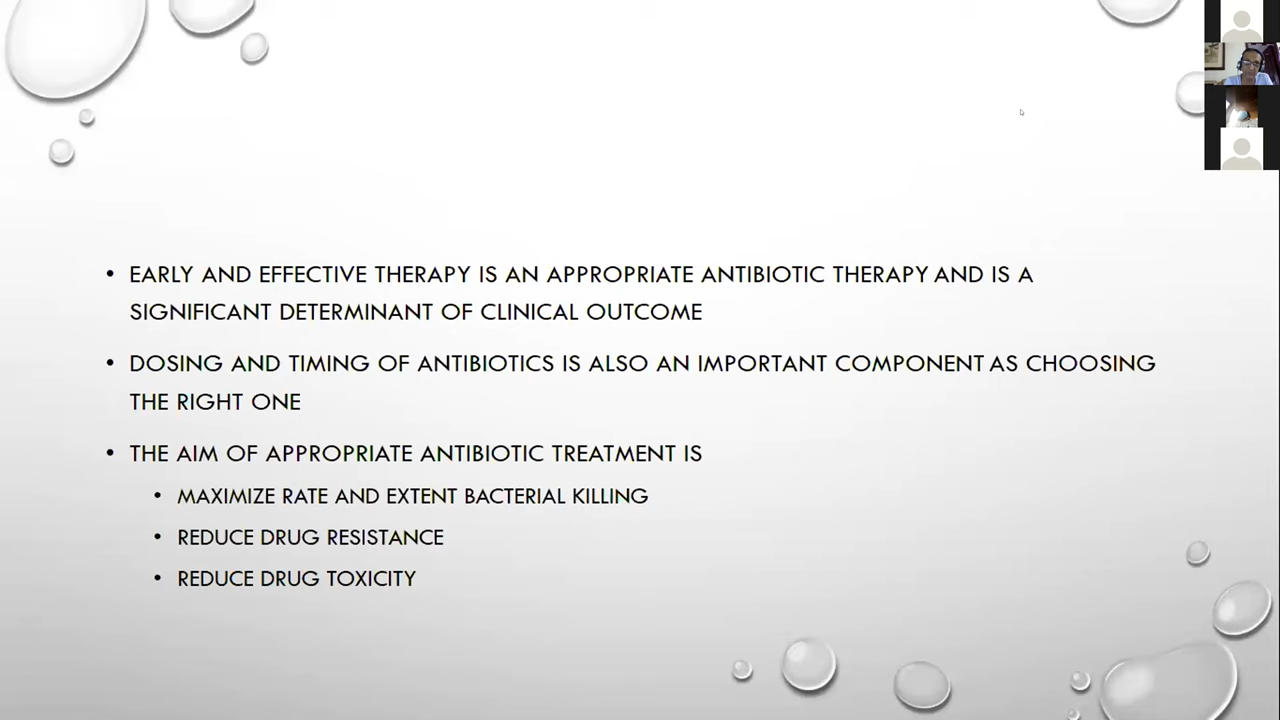 • EARLY AND EFFECTIVE THERAPY IS AN APPROPRIATE ANTIBIOTIC THERAPY AND IS A
SIGNIFICANT DETERMINANT OF CLINICAL OUTCOME
• DOSING AND TIMING OF ANTIBIOTICS IS ALSO AN IMPORTANT COMPONENT AS CHOOSING
THE RIGHT ONE
• THE AIM OF APPROPRIATE ANTIBIOTIC TREATMENT IS
• MAXIMIZE RATE AND EXTENT BACTERIAL KILLING
• REDUCE DRUG RESISTANCE
• REDUCE DRUG TOXICITY